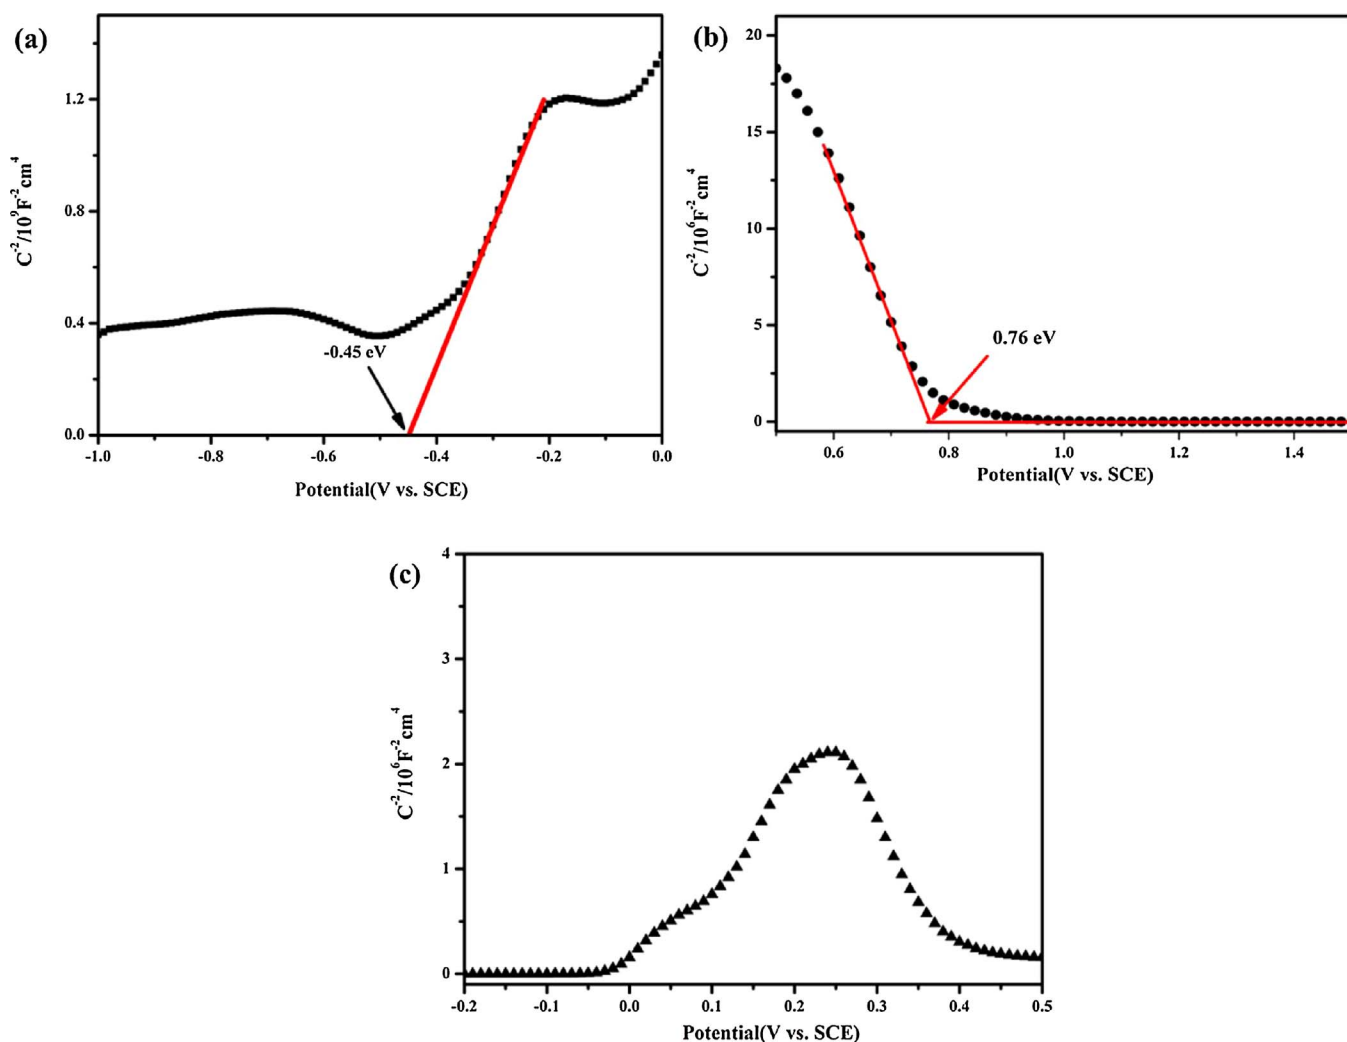 (a)
1.2
0.8
0.4
0.0
C⁻²/10⁹F⁻²cm⁴
-0.45 eV
-1.0 -0.8 -0.6 -0.4 -0.2 0.0
Potential(V vs. SCE)
(b)
20
15
10
5
0
C⁻²/10⁶F⁻²cm⁴
0.76 eV
0.6 0.8 1.0 1.2 1.4
Potential(V vs. SCE)
(c)
4
3
2
1
0
C⁻²/10⁶F⁻²cm⁴
-0.2 -0.1 0.0 0.1 0.2 0.3 0.4 0.5
Potential(V vs. SCE)